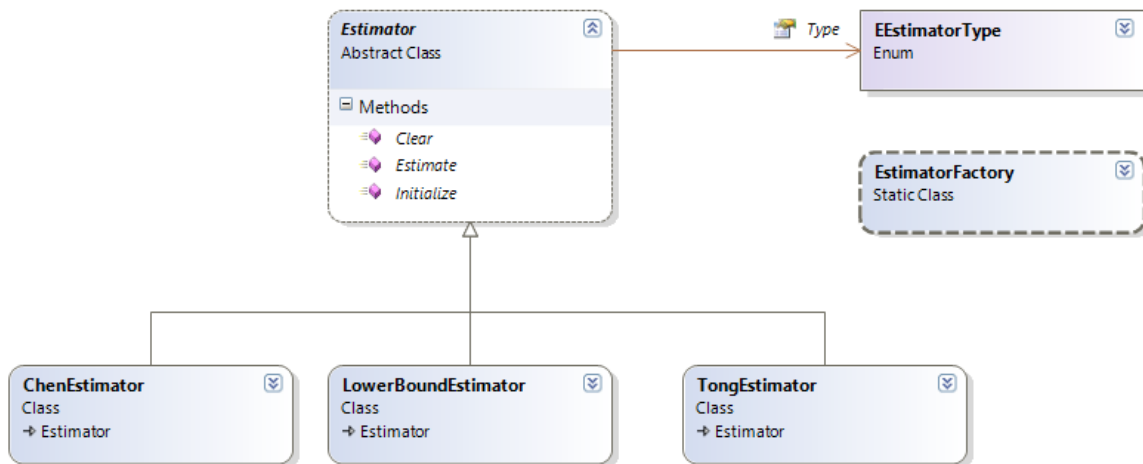 Estimator
Abstract Class
Methods
Clear
Estimate
Initialize
Type
EEstimatorType
Enum
EstimatorFactory
Static Class
ChenEstimator
Class
Estimator
LowerBoundEstimator
Class
Estimator
TongEstimator
Class
Estimator